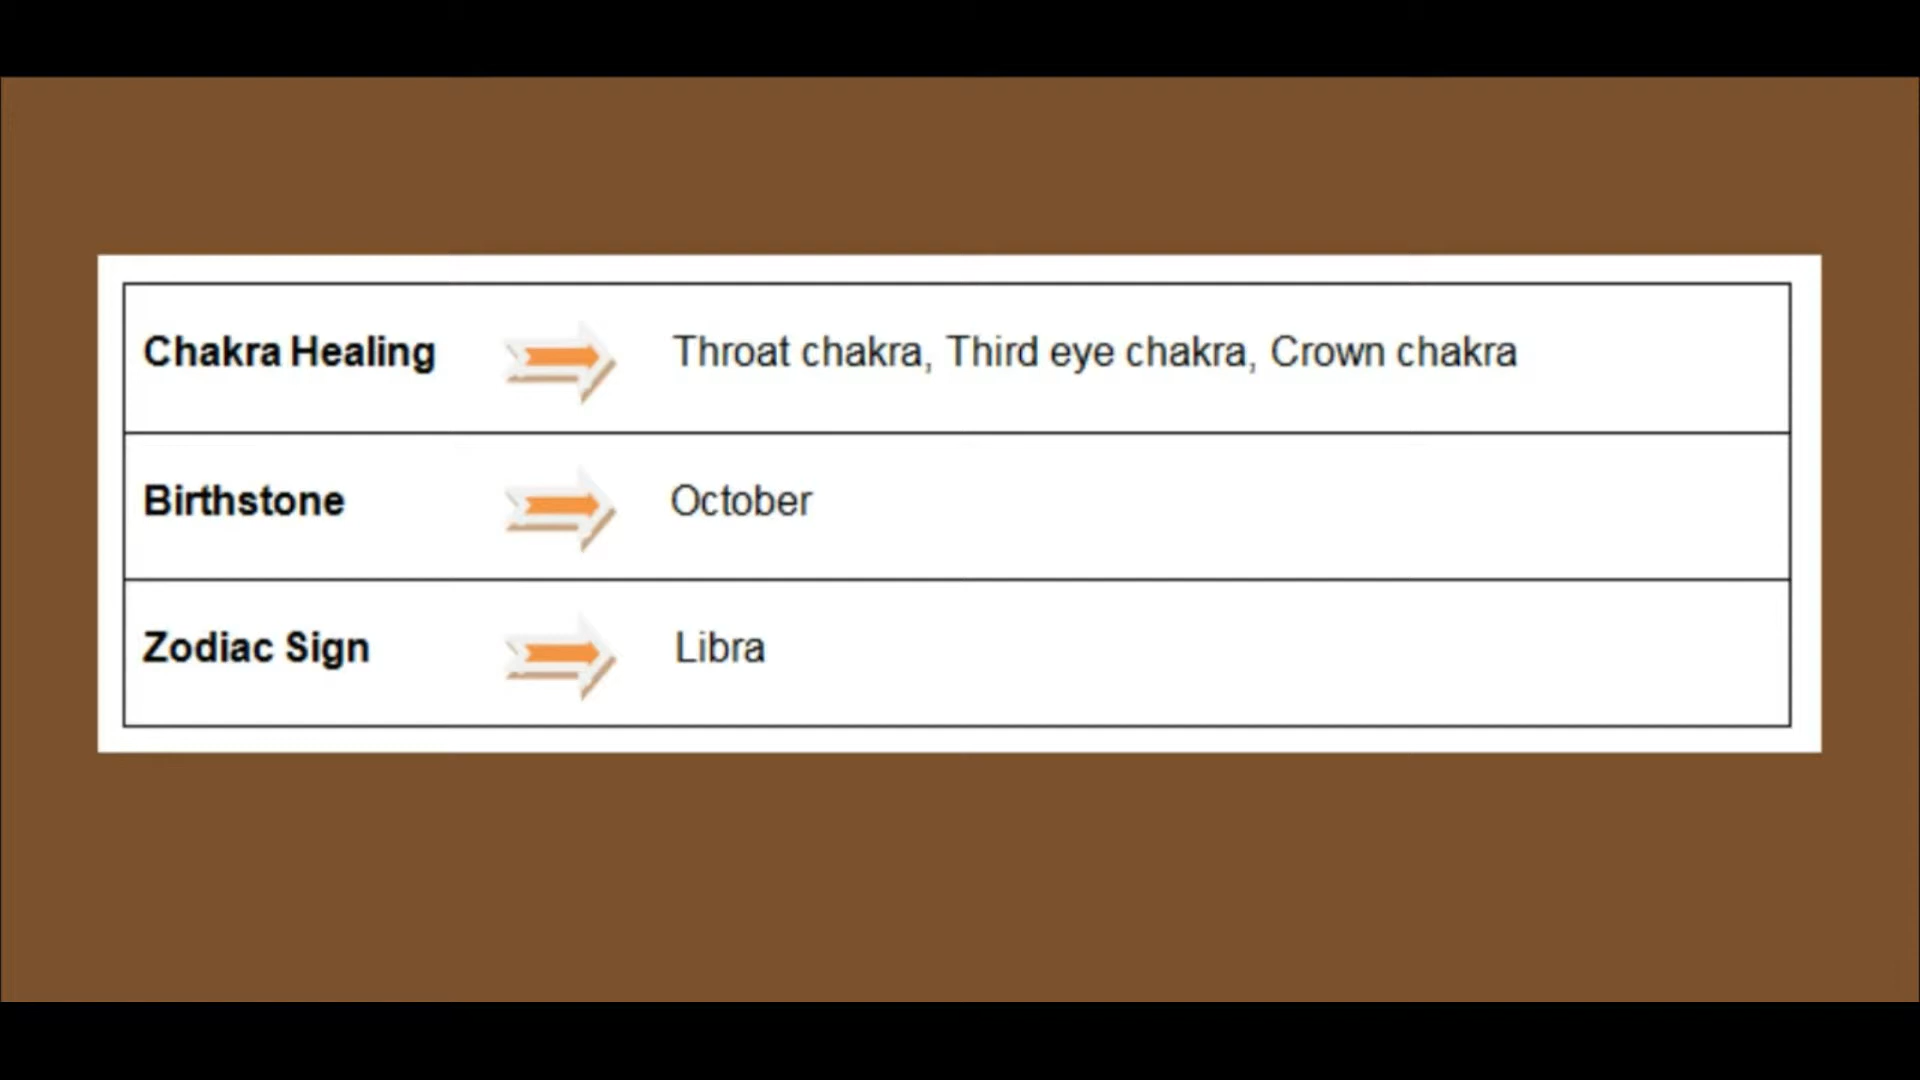 Chakra Healing Throat chakra, Third eye chakra, Crown chakra
Birthstone October
Zodiac Sign Libra